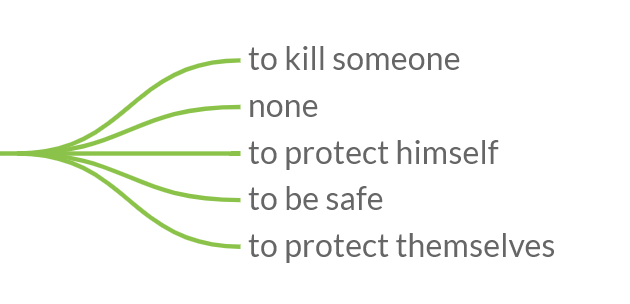 to kill someone
none
to protect himself
to be safe
to protect themselves